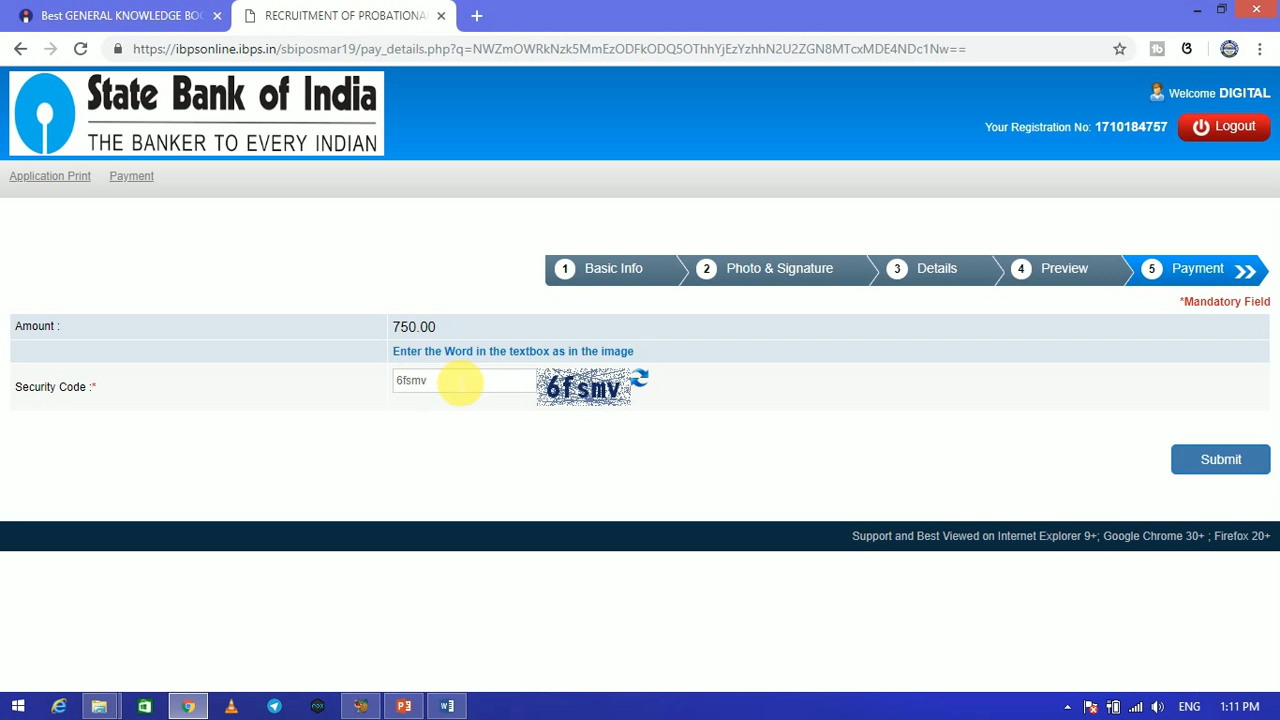 Best GENERAL KNOWLEDGE BOO
RECRUITMENT OF PROBATIONA
https://ibpsonline.ibps.in/sbiposmar19/pay_details.php?q=NWZmOWRkNzk5MmEzODFkODQ5OThhYjEzYzhhN2U2ZGN8MTcxMDE4NDc1Nw==
State Bank of India
THE BANKER TO EVERY INDIAN
Welcome DIGITAL
Your Registration No: 1710184757
Logout
Application Print Payment
1 Basic Info 2 Photo & Signature 3 Details 4 Preview 5 Payment
*Mandatory Field
Amount : 750.00
Enter the Word in the textbox as in the image
Security Code :* 6fsmv 6fsmv
Submit
Support and Best Viewed on Internet Explorer 9+; Google Chrome 30+ ; Firefox 20+
ENG 1:11 PM